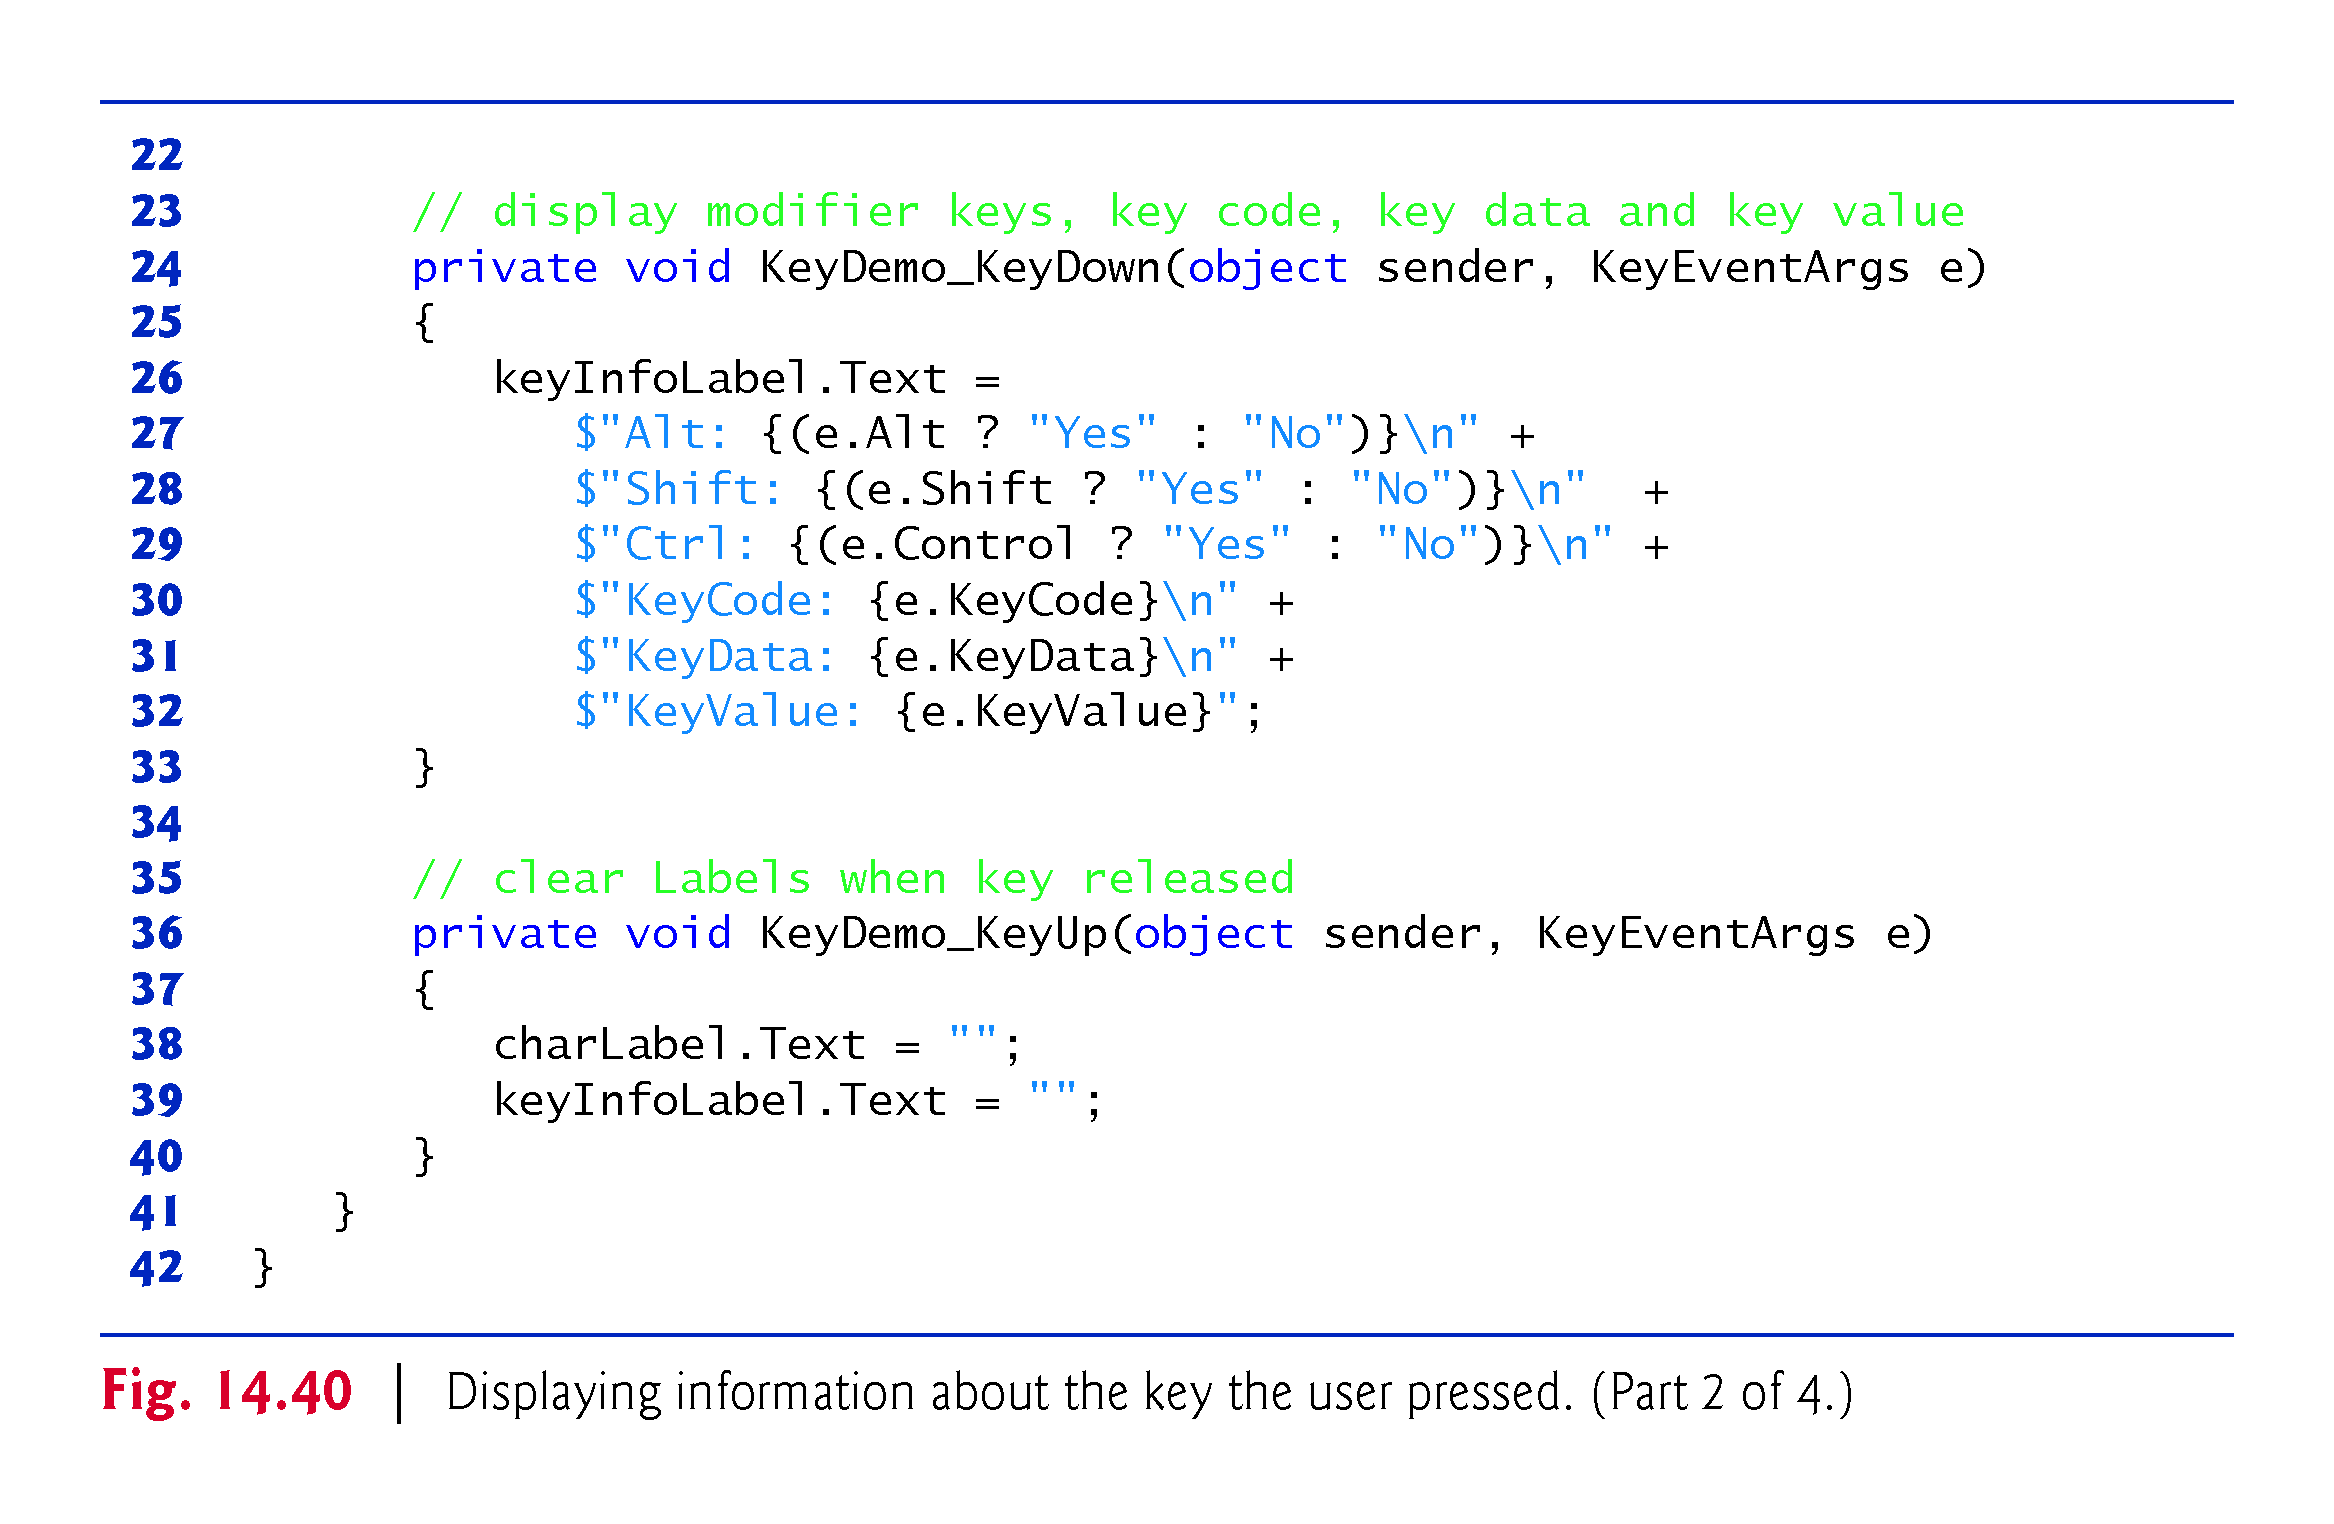 22
23 // display modifier keys, key code, key data and key value
24 private void KeyDemo_KeyDown(object sender, KeyEventArgs e)
25 {
26 keyInfoLabel.Text =
27 $"Alt: {(e.Alt ? "Yes" : "No")}\n" +
28 $"Shift: {(e.Shift ? "Yes" : "No")}\n"  +
29 $"Ctrl: {(e.Control ? "Yes" : "No")}\n" +
30 $"KeyCode: {e.KeyCode}\n" +
31 $"KeyData: {e.KeyData}\n" +
32 $"KeyValue: {e.KeyValue}";
33 }
34
35 // clear Labels when key released
36 private void KeyDemo_KeyUp(object sender, KeyEventArgs e)
37 {
38 charLabel.Text = "";
39 keyInfoLabel.Text = "";
40 }
41 }
42 }
Fig. 14.40 | Displaying information about the key the user pressed. (Part 2 of 4.)